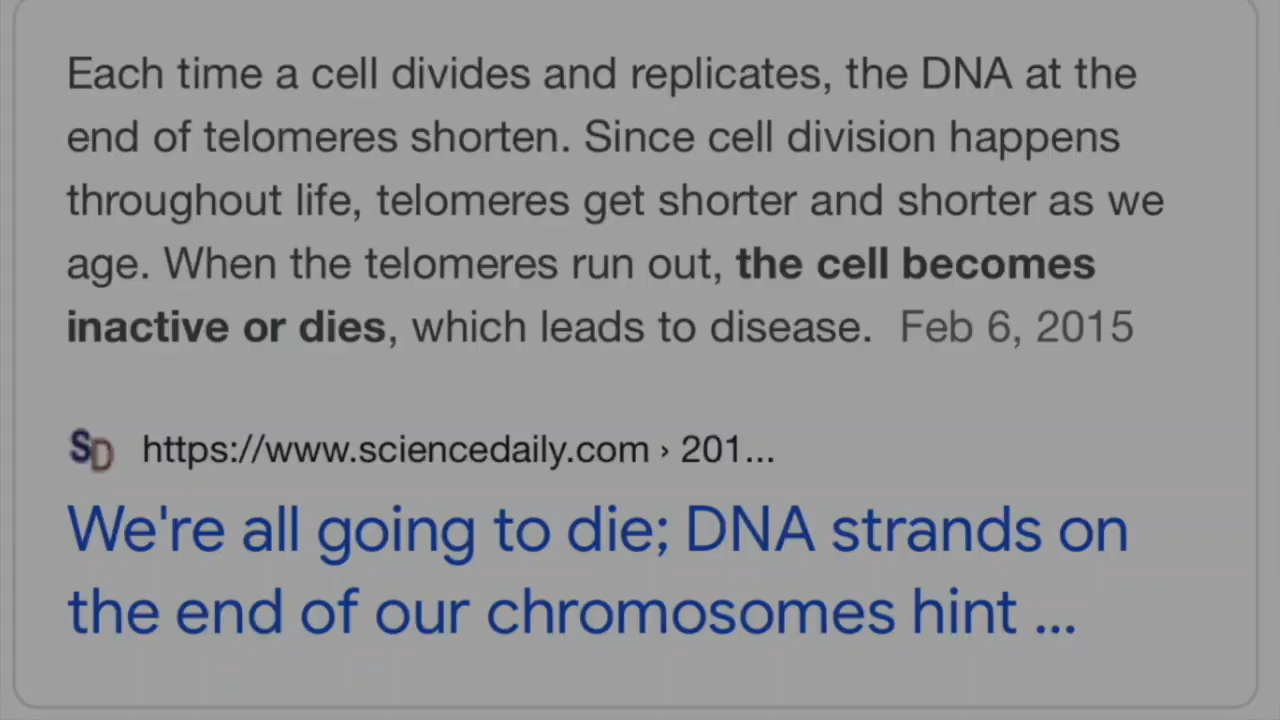 Each time a cell divides and replicates, the DNA at the
end of telomeres shorten. Since cell division happens
throughout life, telomeres get shorter and shorter as we
age. When the telomeres run out, the cell becomes
inactive or dies, which leads to disease. Feb 6, 2015
SD https://www.sciencedaily.com › 201...
We're all going to die; DNA strands on
the end of our chromosomes hint ...